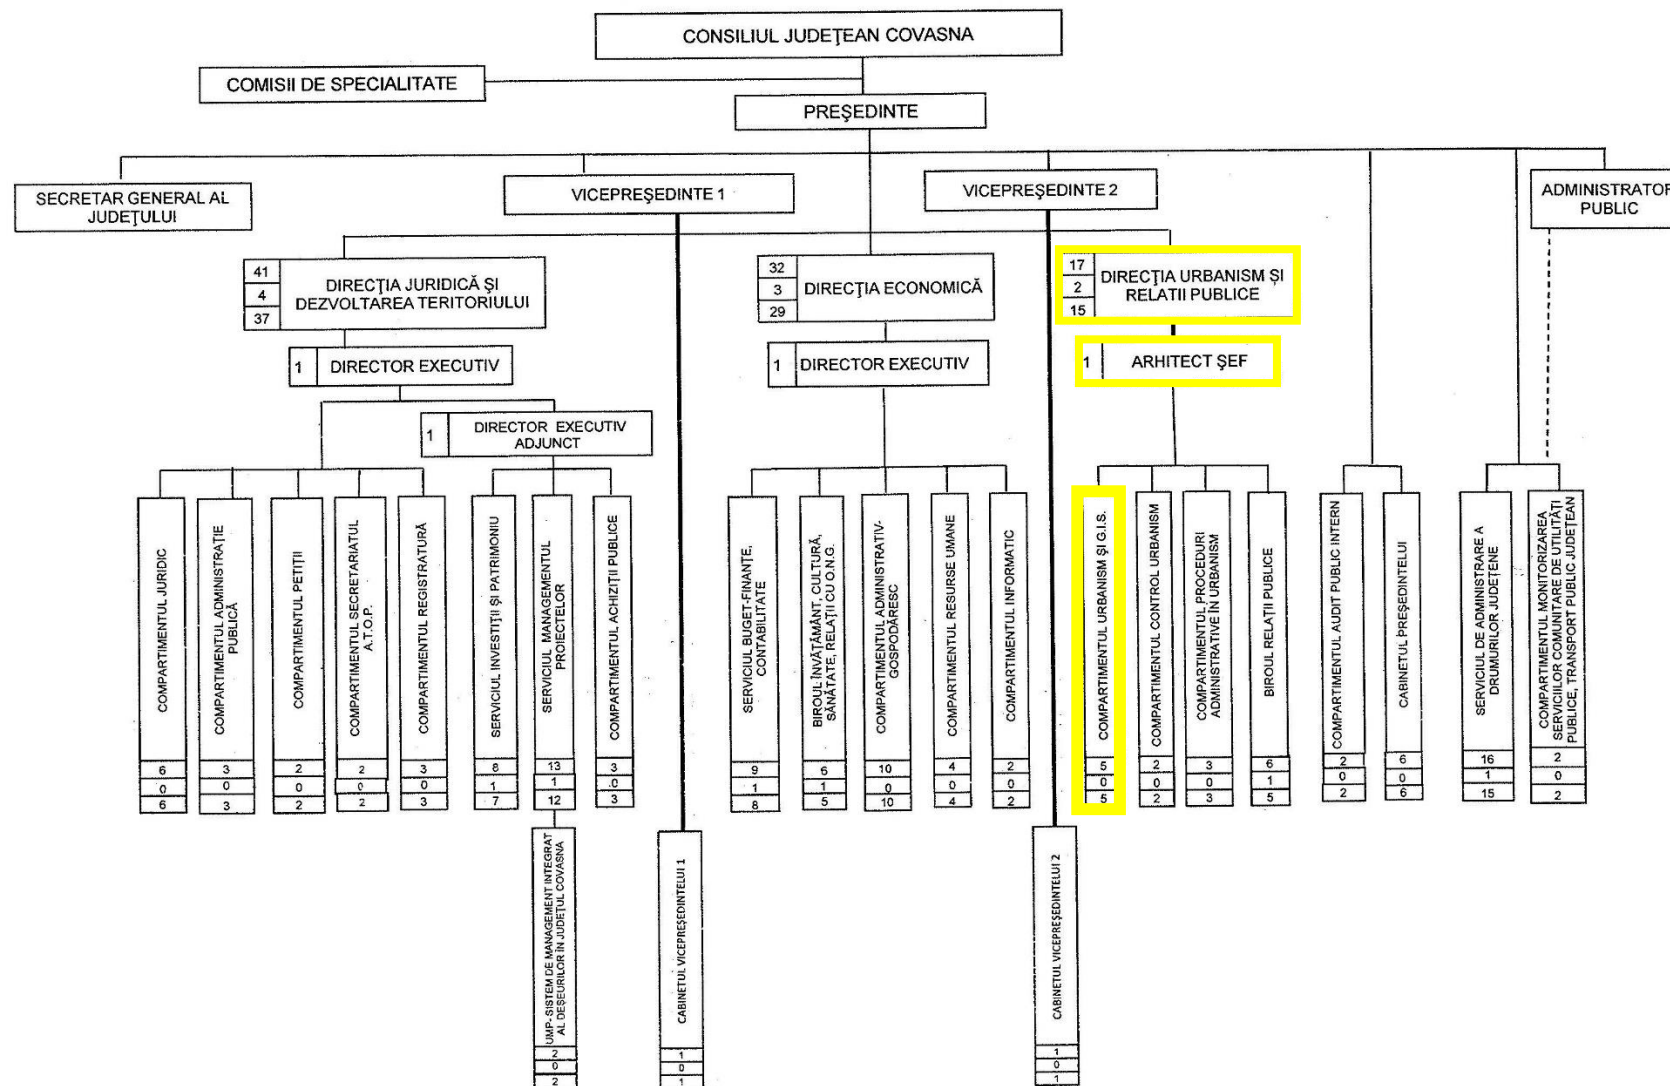 CONSILIUL JUDEŢEAN COVASNA
COMISII DE SPECIALITATE
PREŞEDINTE
SECRETAR GENERAL AL
JUDEŢULUI
VICEPREŞEDINTE 1
VICEPREŞEDINTE 2
ADMINISTRATOR
PUBLIC
41
4
37
DIRECŢIA JURIDICĂ ŞI
DEZVOLTAREA TERITORIULUI
32
3
29
DIRECŢIA ECONOMICĂ
17
2
15
DIRECŢIA URBANISM ȘI
RELATII PUBLICE
1
DIRECTOR EXECUTIV
1
DIRECTOR EXECUTIV
1
ARHITECT ŞEF
1
DIRECTOR EXECUTIV
ADJUNCT
COMPARTIMENTUL JURIDIC
6
0
6
COMPARTIMENTUL ADMINISTRAŢIE
PUBLICĂ
3
0
3
COMPARTIMENTUL PETIŢII
2
0
2
COMPARTIMENTUL SECRETARIATUL
A.T.O.P.
2
0
2
COMPARTIMENTUL REGISTRATURĂ
3
0
3
SERVICIUL INVESTIŢII ŞI PATRIMONIU
8
1
7
SERVICIUL MANAGEMENTUL
PROIECTELOR
13
1
12
COMPARTIMENTUL ACHIZIŢII PUBLICE
3
0
3
SERVICIUL BUGET-FINANŢE,
CONTABILITATE
9
1
8
BIROUL ÎNVĂŢĂMÂNT, CULTURĂ,
SĂNĂTATE, RELAŢII CU O.N.G.
6
1
5
COMPARTIMENTUL ADMINISTRATIV-
GOSPODĂRESC
10
0
10
COMPARTIMENTUL RESURSE UMANE
4
0
4
COMPARTIMENTUL INFORMATIC
2
0
2
COMPARTIMENTUL URBANISM ŞI G.I.S.
5
0
5
COMPARTIMENTUL CONTROL URBANISM
2
0
2
COMPARTIMENTUL PROCEDURI
ADMINISTRATIVE ÎN URBANISM
3
0
3
BIROUL RELAŢII PUBLICE
6
1
5
COMPARTIMENTUL AUDIT PUBLIC INTERN
2
0
2
CABINETUL PREŞEDINTELUI
6
0
6
SERVICIUL DE ADMINISTRARE A
DRUMURILOR JUDEŢENE
16
1
15
COMPARTIMENTUL MONITORIZAREA
SERVICIILOR COMUNITARE DE UTILITĂŢI
PUBLICE, TRANSPORT PUBLIC JUDEŢEAN
2
0
2
UMP- SISTEM DE MANAGEMENT INTEGRAT
AL DEŞEURILOR ÎN JUDEŢUL COVASNA
2
0
2
CABINETUL VICEPREŞEDINTELUI 1
1
0
1
CABINETUL VICEPREŞEDINTELUI 2
1
0
1